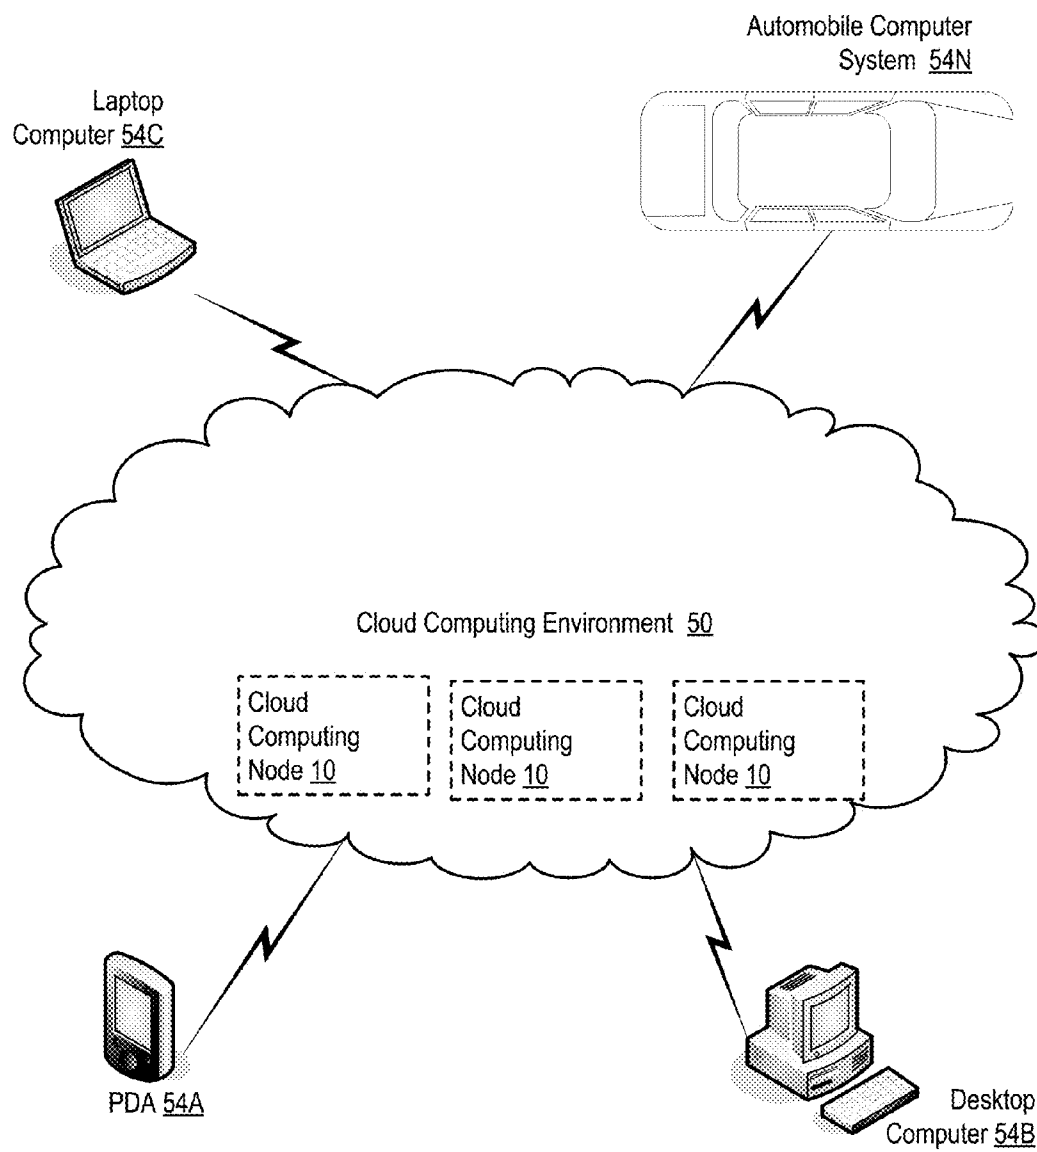 Automobile Computer
System 54N
Laptop
Computer 54C
Cloud Computing Environment 50
Cloud
Computing
Node 10
Cloud
Computing
Node 10
Cloud
Computing
Node 10
PDA 54A
Desktop
Computer 54B